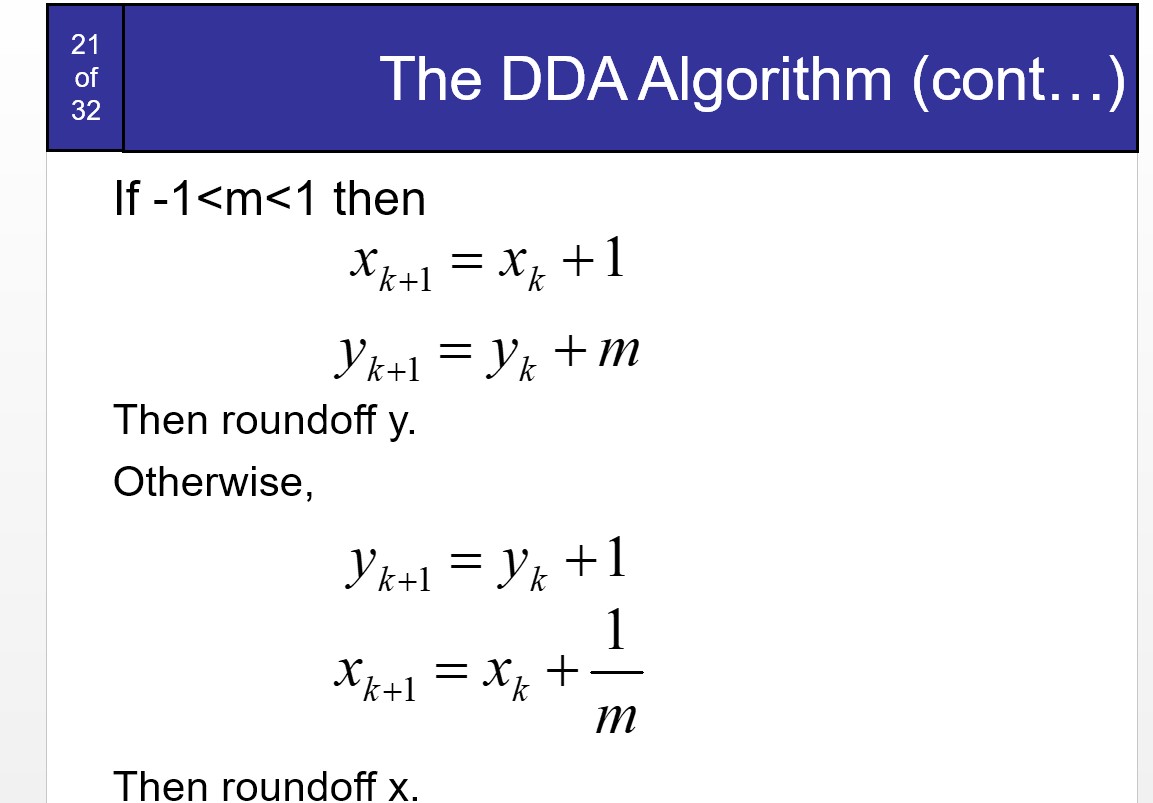 21
of
32
The DDA Algorithm (cont…)
If -1<m<1 then
x_{k+1} = x_k + 1
y_{k+1} = y_k + m
Then roundoff y.
Otherwise,
y_{k+1} = y_k + 1
x_{k+1} = x_k + \frac{1}{m}
Then roundoff x.